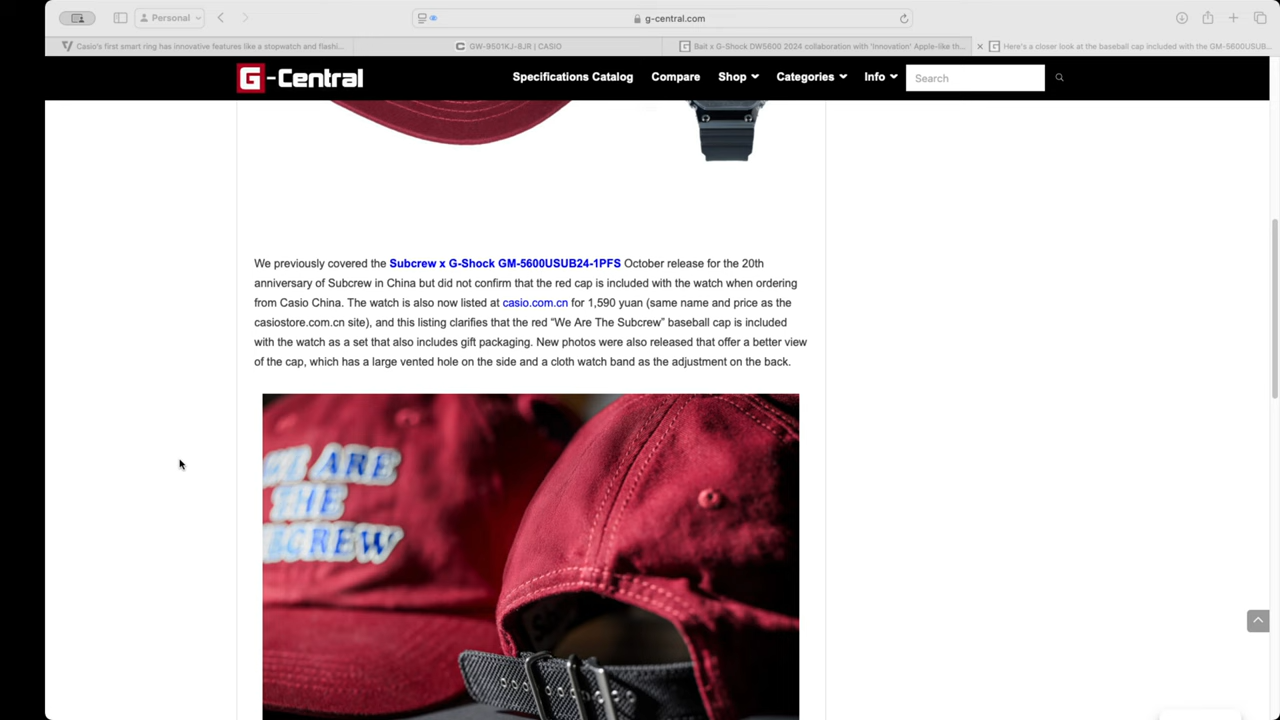 Personal
g-central.com
Casio's first smart ring has innovative features like a stopwatch and flashi...
GW-9501KJ-8JR | CASIO
Bait x G-Shock DW5600 2024 collaboration with 'Innovation' Apple-like th...
Here's a closer look at the baseball cap included with the GM-5600USUB...
G-Central
Specifications Catalog
Compare
Shop
Categories
Info
Search
We previously covered the Subcrew x G-Shock GM-5600USUB24-1PFS October release for the 20th
anniversary of Subcrew in China but did not confirm that the red cap is included with the watch when ordering
from Casio China. The watch is also now listed at casio.com.cn for 1,590 yuan (same name and price as the
casiostore.com.cn site), and this listing clarifies that the red “We Are The Subcrew” baseball cap is included
with the watch as a set that also includes gift packaging. New photos were also released that offer a better view
of the cap, which has a large vented hole on the side and a cloth watch band as the adjustment on the back.
WE ARE
THE
SUBCREW